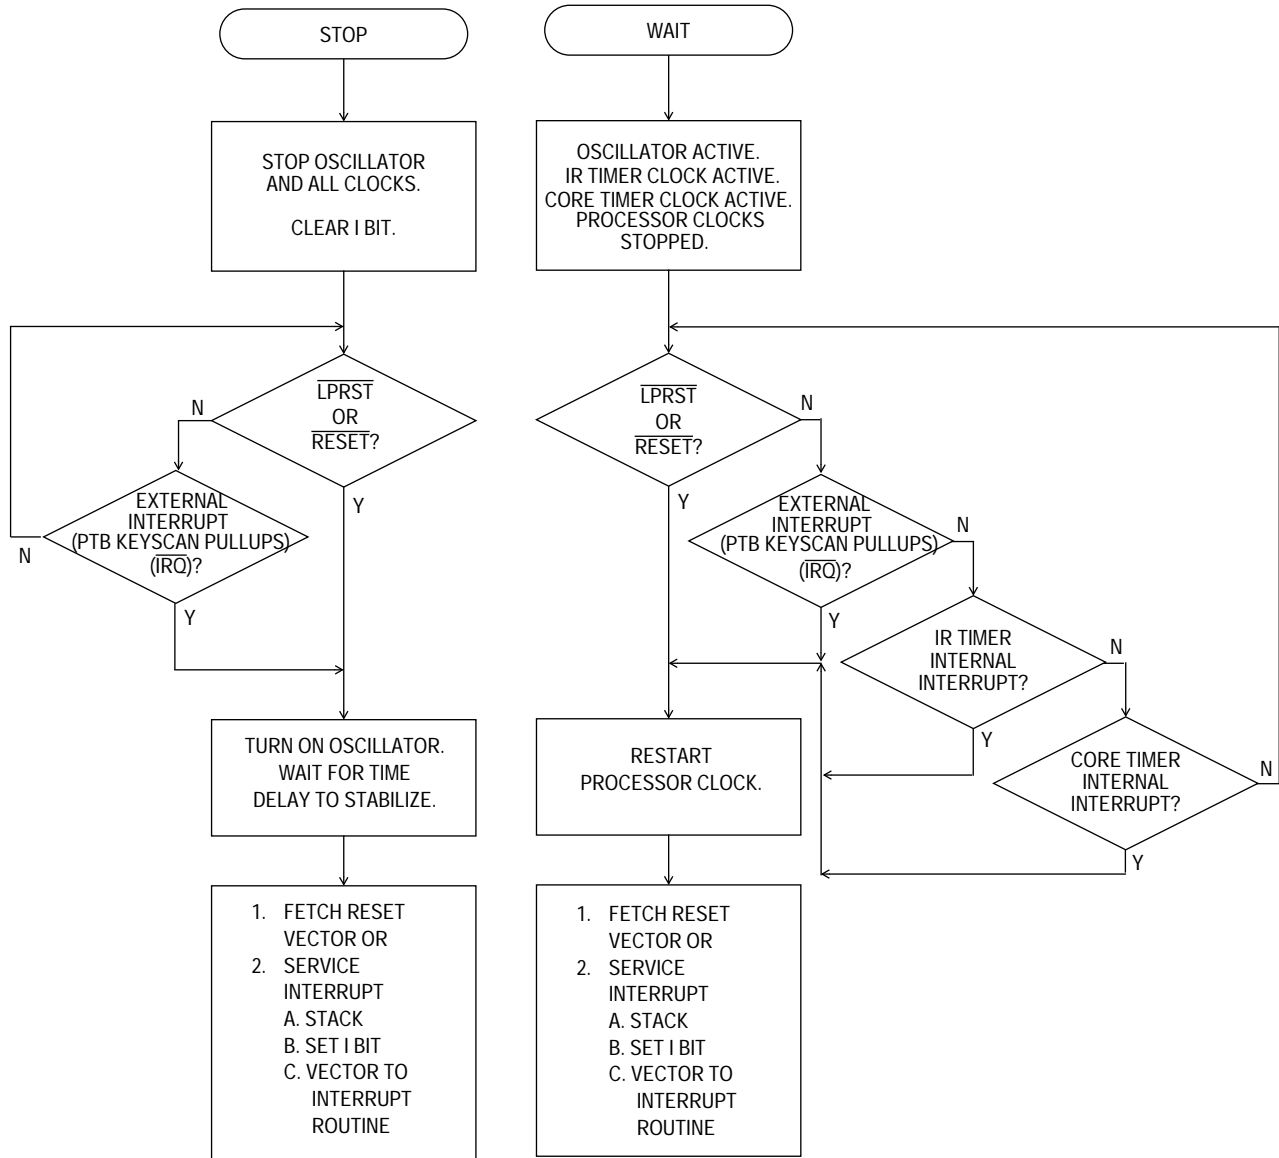 STOP
STOP OSCILLATOR
AND ALL CLOCKS.
CLEAR I BIT.
LPRST
OR
RESET?
N
Y
EXTERNAL
INTERRUPT
(PTB KEYSCAN PULLUPS)
(IRQ)?
N
Y
TURN ON OSCILLATOR.
WAIT FOR TIME
DELAY TO STABILIZE.
1. FETCH RESET
VECTOR OR
2. SERVICE
INTERRUPT
A. STACK
B. SET I BIT
C. VECTOR TO
INTERRUPT
ROUTINE
WAIT
OSCILLATOR ACTIVE.
IR TIMER CLOCK ACTIVE.
CORE TIMER CLOCK ACTIVE.
PROCESSOR CLOCKS
STOPPED.
LPRST
OR
RESET?
N
Y
EXTERNAL
INTERRUPT
(PTB KEYSCAN PULLUPS)
(IRQ)?
N
Y
IR TIMER
INTERNAL
INTERRUPT?
N
Y
CORE TIMER
INTERNAL
INTERRUPT?
N
Y
RESTART
PROCESSOR CLOCK.
1. FETCH RESET
VECTOR OR
2. SERVICE
INTERRUPT
A. STACK
B. SET I BIT
C. VECTOR TO
INTERRUPT
ROUTINE